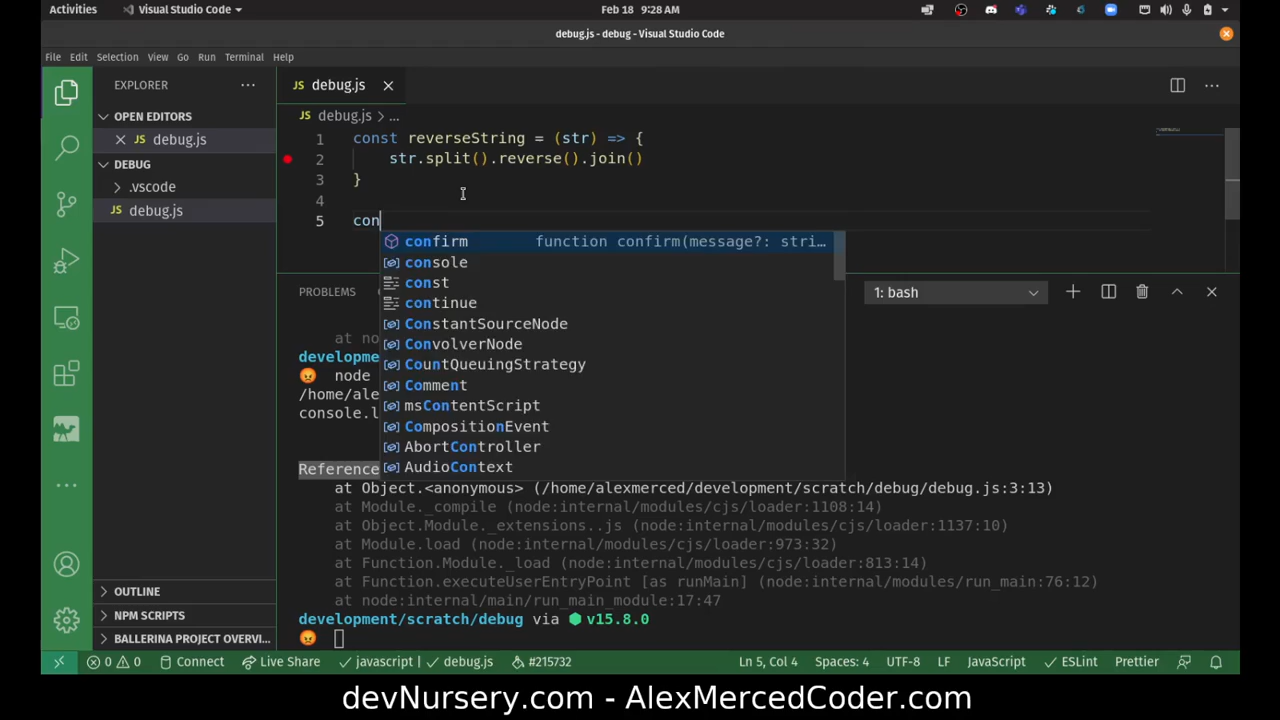 Activities
Visual Studio Code
Feb 18 9:28 AM
debug.js - debug - Visual Studio Code
File Edit Selection View Go Run Terminal Help
EXPLORER
OPEN EDITORS
JS debug.js
DEBUG
.vscode
JS debug.js
OUTLINE
NPM SCRIPTS
BALLERINA PROJECT OVERVI...
JS debug.js
JS debug.js > ...
1 const reverseString = (str) => {
2 str.split().reverse().join()
3 }
4
5 con
confirm function confirm(message?: stri...
console
const
continue
ConstantSourceNode
ConvolverNode
CountQueuingStrategy
Comment
msContentScript
CompositionEvent
AbortController
AudioContext
PROBLEMS
1: bash
at no
developme
node
/home/ale
console.l
Reference
at Object.<anonymous> (/home/alexmerced/development/scratch/debug/debug.js:3:13)
at Module._compile (node:internal/modules/cjs/loader:1108:14)
at Object.Module._extensions..js (node:internal/modules/cjs/loader:1137:10)
at Module.load (node:internal/modules/cjs/loader:973:32)
at Function.Module._load (node:internal/modules/cjs/loader:813:14)
at Function.executeUserEntryPoint [as runMain] (node:internal/modules/run_main:76:12)
at node:internal/main/run_main_module:17:47
development/scratch/debug via v15.8.0
0 0 Connect Live Share javascript | debug.js #215732 Ln 5, Col 4 Spaces: 4 UTF-8 LF JavaScript ESLint Prettier
devNursery.com - AlexMercedCoder.com